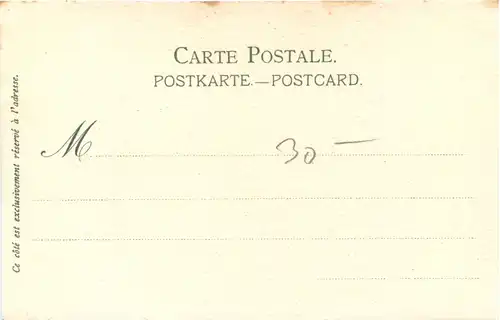 CARTE POSTALE.
POSTKARTE.—POSTCARD.
M
30 —
Ce côté est exclusivement réservé à l'adresse.